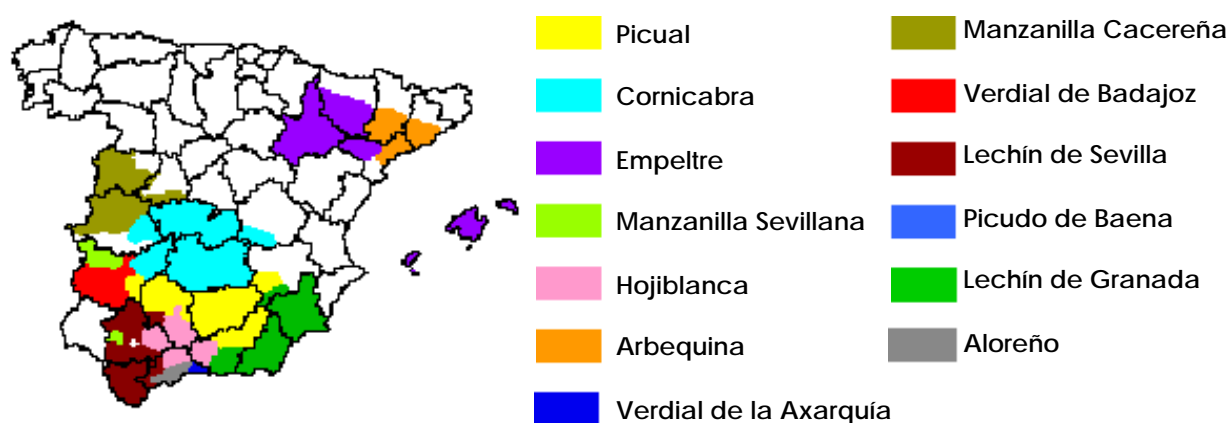 Picual
Cornicabra
Empeltre
Manzanilla Sevillana
Hojiblanca
Arbequina
Verdial de la Axarquía
Manzanilla Cacereña
Verdial de Badajoz
Lechín de Sevilla
Picudo de Baena
Lechín de Granada
Aloreño